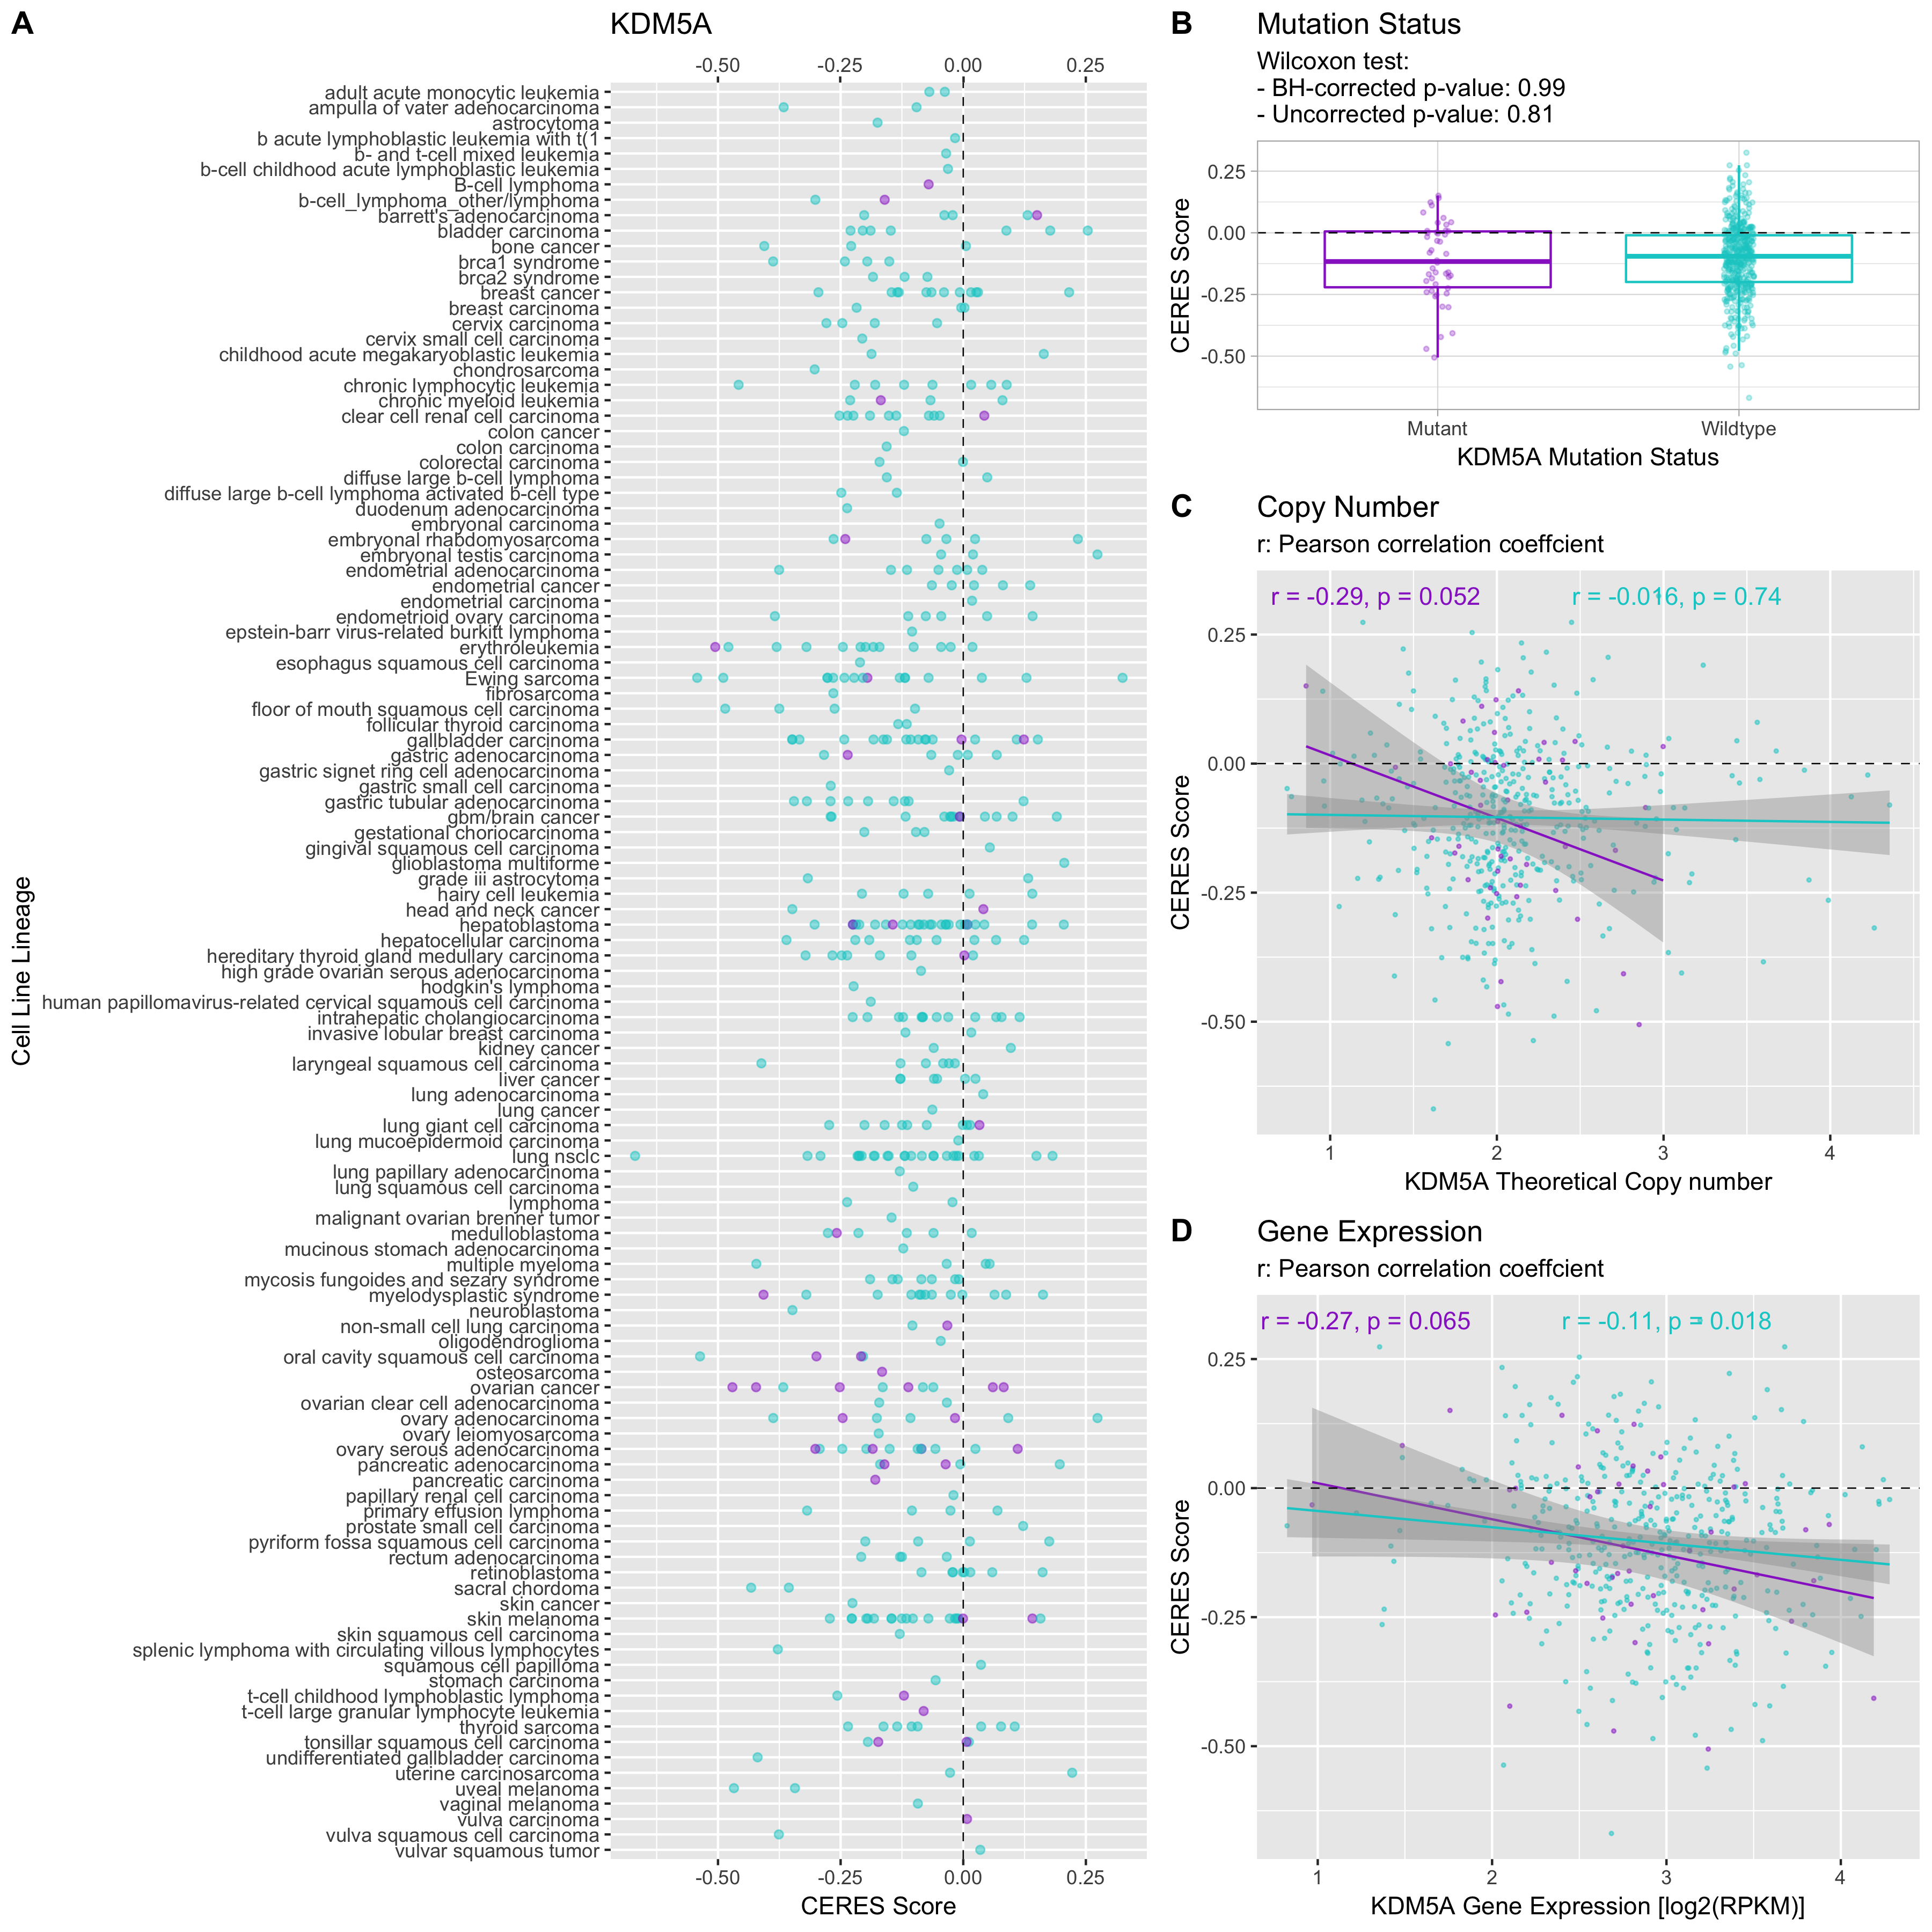 A
KDM5A
-0.50 -0.25 0.00 0.25
adult acute monocytic leukemia
ampulla of vater adenocarcinoma
astrocytoma
b acute lymphoblastic leukemia with t(1
b- and t-cell mixed leukemia
b-cell childhood acute lymphoblastic leukemia
B-cell lymphoma
b-cell_lymphoma_other/lymphoma
barrett's adenocarcinoma
bladder carcinoma
bone cancer
brca1 syndrome
brca2 syndrome
breast cancer
breast carcinoma
cervix carcinoma
cervix small cell carcinoma
childhood acute megakaryoblastic leukemia
chondrosarcoma
chronic lymphocytic leukemia
chronic myeloid leukemia
clear cell renal cell carcinoma
colon cancer
colon carcinoma
colorectal carcinoma
diffuse large b-cell lymphoma
diffuse large b-cell lymphoma activated b-cell type
duodenum adenocarcinoma
embryonal carcinoma
embryonal rhabdomyosarcoma
embryonal testis carcinoma
endometrial adenocarcinoma
endometrial cancer
endometrial carcinoma
endometrioid ovary carcinoma
epstein-barr virus-related burkitt lymphoma
erythroleukemia
esophagus squamous cell carcinoma
Ewing sarcoma
fibrosarcoma
floor of mouth squamous cell carcinoma
follicular thyroid carcinoma
gallbladder carcinoma
gastric adenocarcinoma
gastric signet ring cell adenocarcinoma
gastric small cell carcinoma
gastric tubular adenocarcinoma
gbm/brain cancer
gestational choriocarcinoma
gingival squamous cell carcinoma
glioblastoma multiforme
grade iii astrocytoma
hairy cell leukemia
head and neck cancer
hepatoblastoma
hepatocellular carcinoma
hereditary thyroid gland medullary carcinoma
high grade ovarian serous adenocarcinoma
hodgkin's lymphoma
human papillomavirus-related cervical squamous cell carcinoma
intrahepatic cholangiocarcinoma
invasive lobular breast carcinoma
kidney cancer
laryngeal squamous cell carcinoma
liver cancer
lung adenocarcinoma
lung cancer
lung giant cell carcinoma
lung mucoepidermoid carcinoma
lung nsclc
lung papillary adenocarcinoma
lung squamous cell carcinoma
lymphoma
malignant ovarian brenner tumor
medulloblastoma
mucinous stomach adenocarcinoma
multiple myeloma
mycosis fungoides and sezary syndrome
myelodysplastic syndrome
neuroblastoma
non-small cell lung carcinoma
oligodendroglioma
oral cavity squamous cell carcinoma
osteosarcoma
ovarian cancer
ovarian clear cell adenocarcinoma
ovary adenocarcinoma
ovary leiomyosarcoma
ovary serous adenocarcinoma
pancreatic adenocarcinoma
pancreatic carcinoma
papillary renal cell carcinoma
primary effusion lymphoma
prostate small cell carcinoma
pyriform fossa squamous cell carcinoma
rectum adenocarcinoma
retinoblastoma
sacral chordoma
skin cancer
skin melanoma
skin squamous cell carcinoma
splenic lymphoma with circulating villous lymphocytes
squamous cell papilloma
stomach carcinoma
t-cell childhood lymphoblastic lymphoma
t-cell large granular lymphocyte leukemia
thyroid sarcoma
tonsillar squamous cell carcinoma
undifferentiated gallbladder carcinoma
uterine carcinosarcoma
uveal melanoma
vaginal melanoma
vulva carcinoma
vulva squamous cell carcinoma
vulvar squamous tumor
-0.50 -0.25 0.00 0.25
CERES Score
Cell Line Lineage
B
Mutation Status
Wilcoxon test:
- BH-corrected p-value: 0.99
- Uncorrected p-value: 0.81
0.25
0.00
-0.25
-0.50
CERES Score
Mutant Wildtype
KDM5A Mutation Status
C
Copy Number
r: Pearson correlation coeffcient
r = -0.29, p = 0.052 r = -0.016, p = 0.74
0.25
0.00
-0.25
-0.50
CERES Score
1 2 3 4
KDM5A Theoretical Copy number
D
Gene Expression
r: Pearson correlation coeffcient
r = -0.27, p = 0.065 r = -0.11, p = 0.018
0.25
0.00
-0.25
-0.50
CERES Score
1 2 3 4
KDM5A Gene Expression [log2(RPKM)]